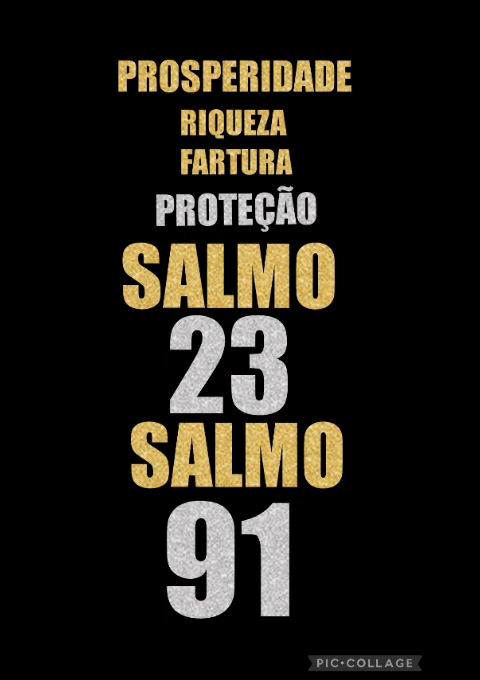 PROSPERIDADE
RIQUEZA
FARTURA
PROTEÇÃO
SALMO
23
SALMO
91
PIC•COLLAGE